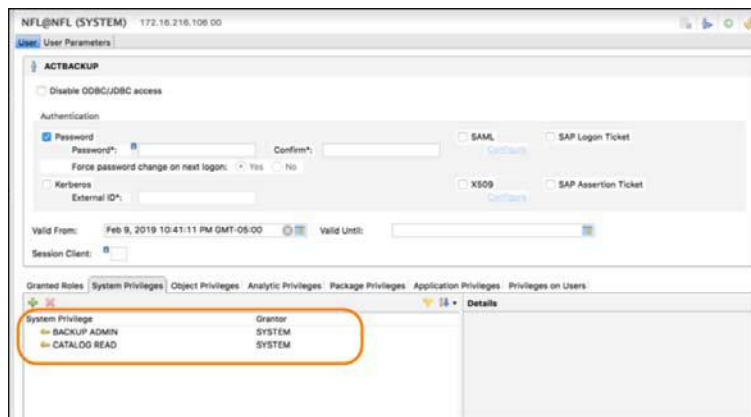 NFL@NFL (SYSTEM) 172.16.216.106 00
User User Parameters
ACTBACKUP
Disable ODBC/JDBC access
Authentication
Password SAML SAP Logon Ticket
Password*: Confirm*: Configure
Force password change on next logon: Yes No
Kerberos X509 SAP Assertion Ticket
External ID*: Configure
Valid From: Feb 9, 2019 10:41:11 PM GMT-05:00 Valid Until:
Session Client:
Granted Roles System Privileges Object Privileges Analytic Privileges Package Privileges Application Privileges Privileges on Users
Details
System Privilege Grantor
BACKUP ADMIN SYSTEM
CATALOG READ SYSTEM